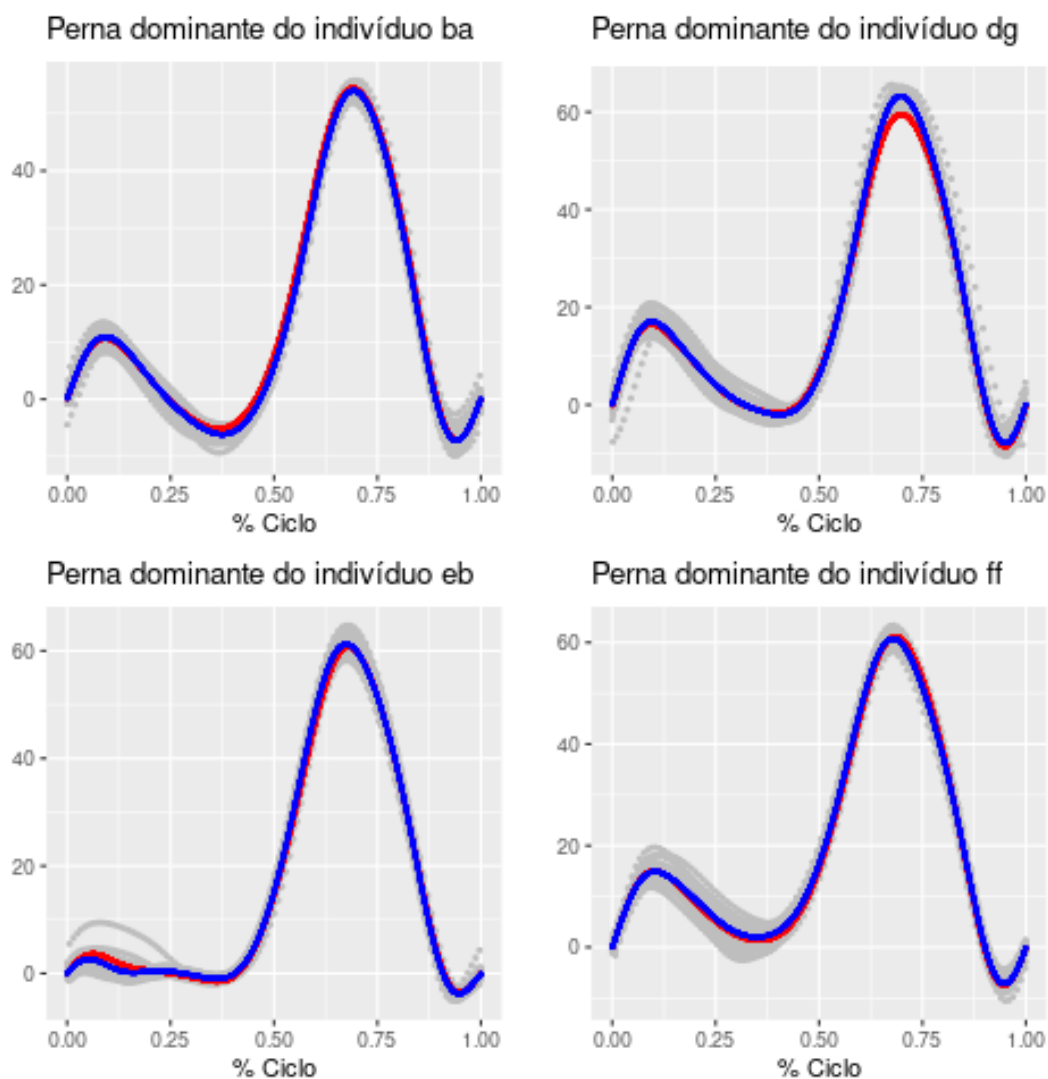 Perna dominante do indivíduo ba
40
20
0
0.00 0.25 0.50 0.75 1.00
% Ciclo
Perna dominante do indivíduo dg
60
40
20
0
0.00 0.25 0.50 0.75 1.00
% Ciclo
Perna dominante do indivíduo eb
60
40
20
0
0.00 0.25 0.50 0.75 1.00
% Ciclo
Perna dominante do indivíduo ff
60
40
20
0
0.00 0.25 0.50 0.75 1.00
% Ciclo